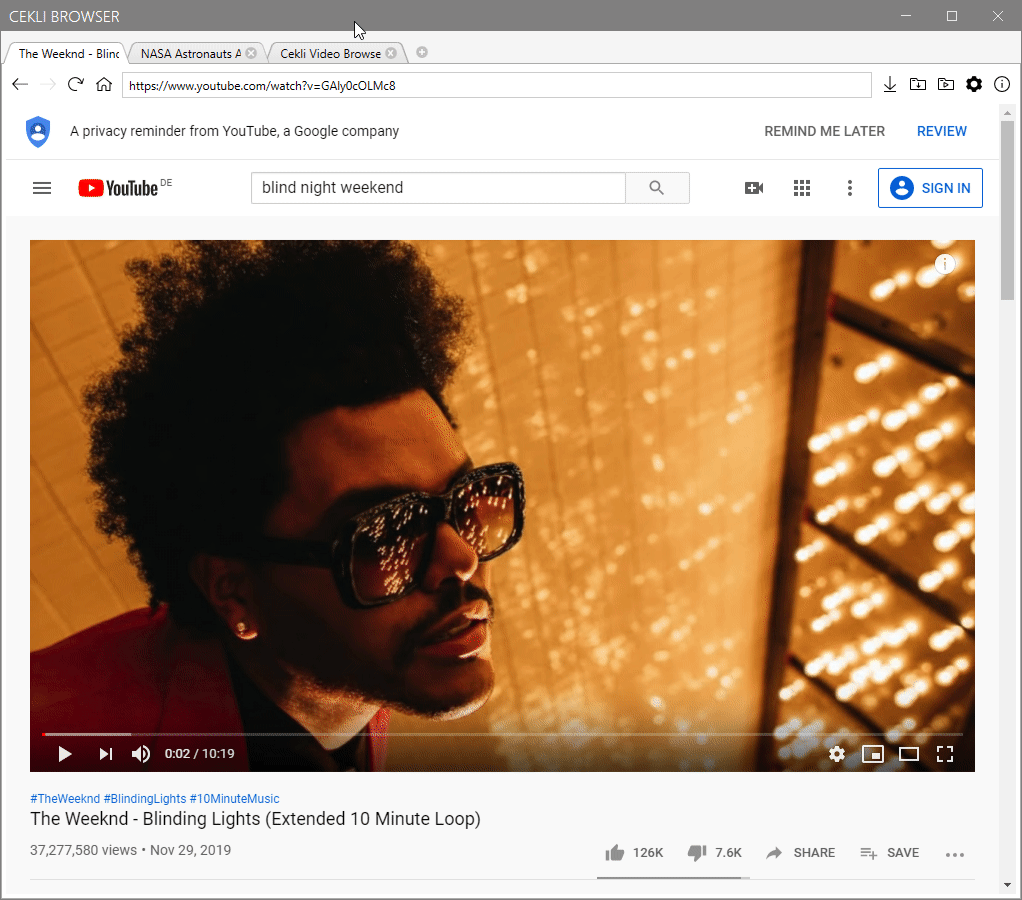 CEKLI BROWSER
The Weeknd - Blind NASA Astronauts A Cekli Video Browse
https://www.youtube.com/watch?v=GAIy0cOLMc8
A privacy reminder from YouTube, a Google company REMIND ME LATER REVIEW
YouTube DE blind night weekend SIGN IN
0:02 / 10:19
#TheWeeknd #BlindingLights #10MinuteMusic
The Weeknd - Blinding Lights (Extended 10 Minute Loop)
37,277,580 views • Nov 29, 2019 126K 7.6K SHARE SAVE